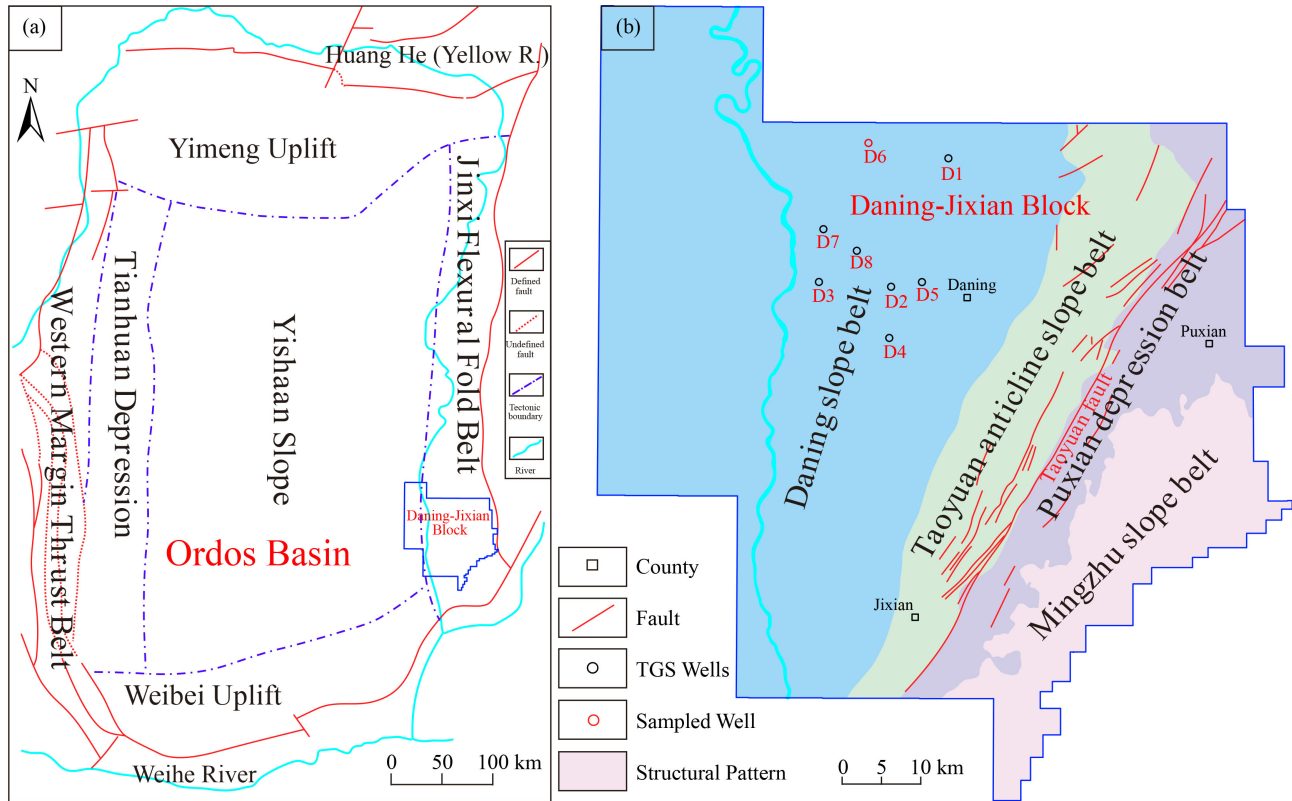 (a)
Huang He (Yellow R.)
N
Yimeng Uplift
Jinxi Flexural Fold Belt
Tianhuan Depression
Western Margin Thrust Belt
Yishaan Slope
Defined
fault
Undefined
fault
Tectonic
boundary
River
Daning-Jixian
Block
Ordos Basin
Weibei Uplift
Weihe River
0 50 100 km
(b)
D6
D1
Daning-Jixian Block
D7
D8
D3
D2
D5
Daning
D4
Puxian
Daning slope belt
Taoyuan anticline slope belt
Taoyuan fault
Puxian depression belt
Mingzhu slope belt
Jixian
County
Fault
TGS Wells
Sampled Well
Structural Pattern
0 5 10 km